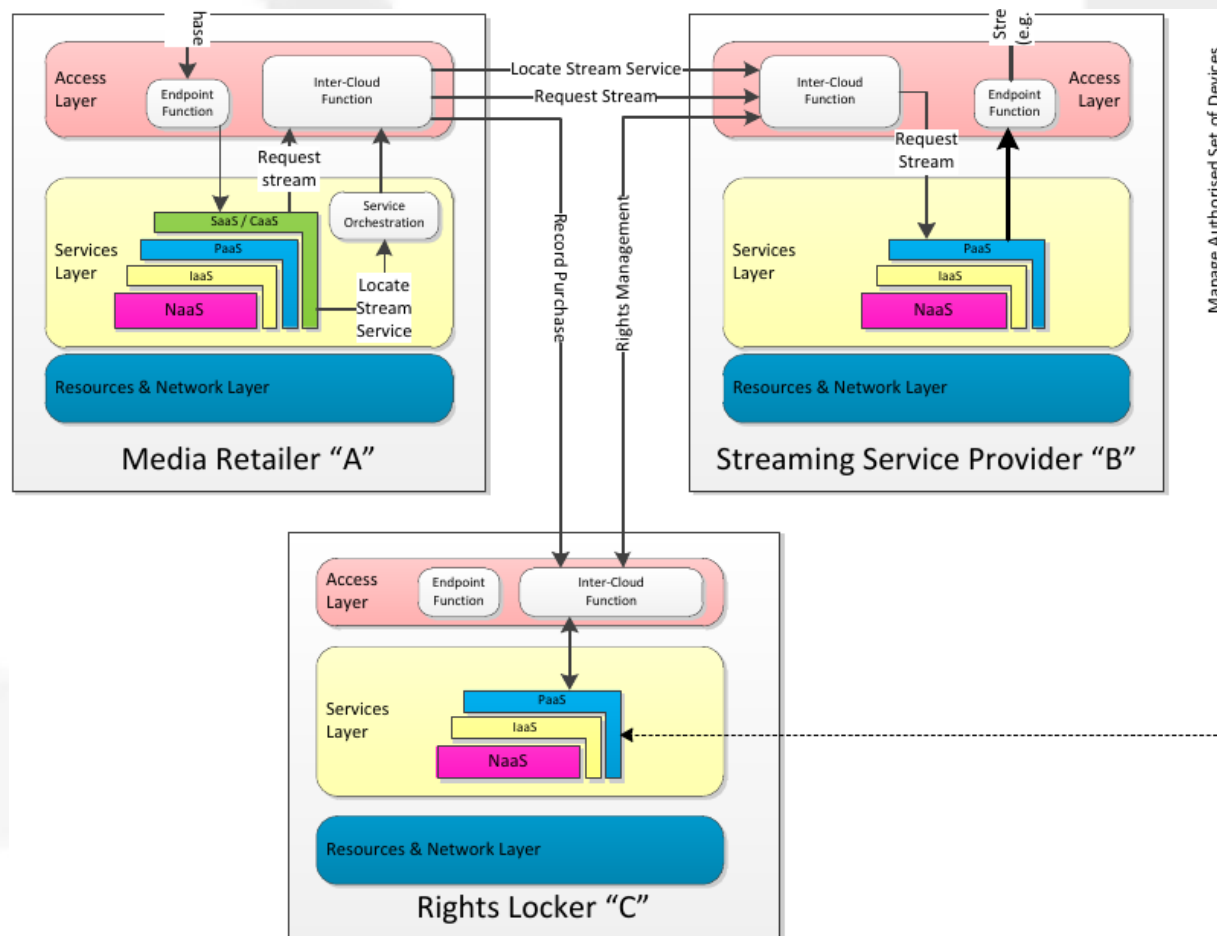 hase
Access
Layer
Endpoint
Function
Inter-Cloud
Function
Request
stream
Service
Orchestration
Services
Layer
SaaS / CaaS
PaaS
IaaS
NaaS
Locate
Stream
Service
Resources & Network Layer
Media Retailer “A”
Locate Stream Service
Request Stream
Record Purchase
Rights Management
Stre
(e.g.
Inter-Cloud
Function
Endpoint
Function
Access
Layer
Request
Stream
Services
Layer
PaaS
IaaS
NaaS
Resources & Network Layer
Streaming Service Provider “B”
Manage Authorised Set of Devices
Access
Layer
Endpoint
Function
Inter-Cloud
Function
Services
Layer
PaaS
IaaS
NaaS
Resources & Network Layer
Rights Locker “C”